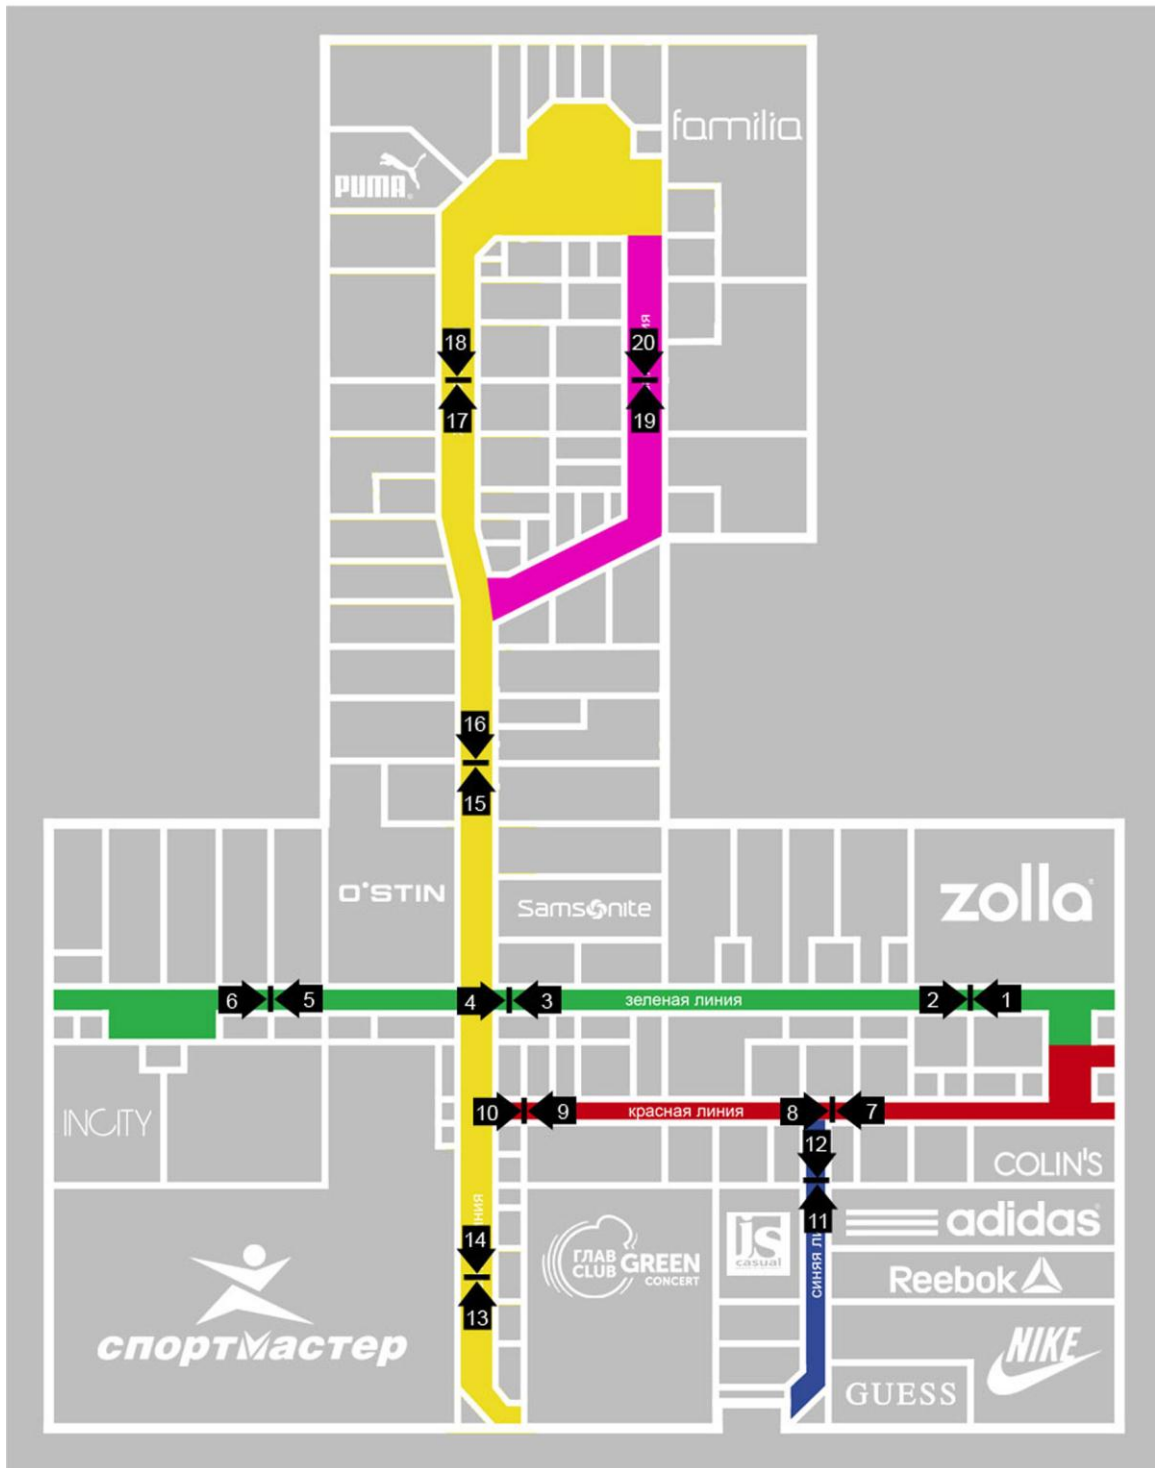 familia
PUMA
18
20
17
19
16
15
O'STIN
Samsonite
zolla
6
5
4
3
зеленая линия
2
1
INCITY
10
9
красная линия
8
7
12
COLIN'S
11
adidas
14
js
casual
ГЛАВ
CLUB
GREEN
CONCERT
Reebok
13
спортмастер
NIKE
GUESS